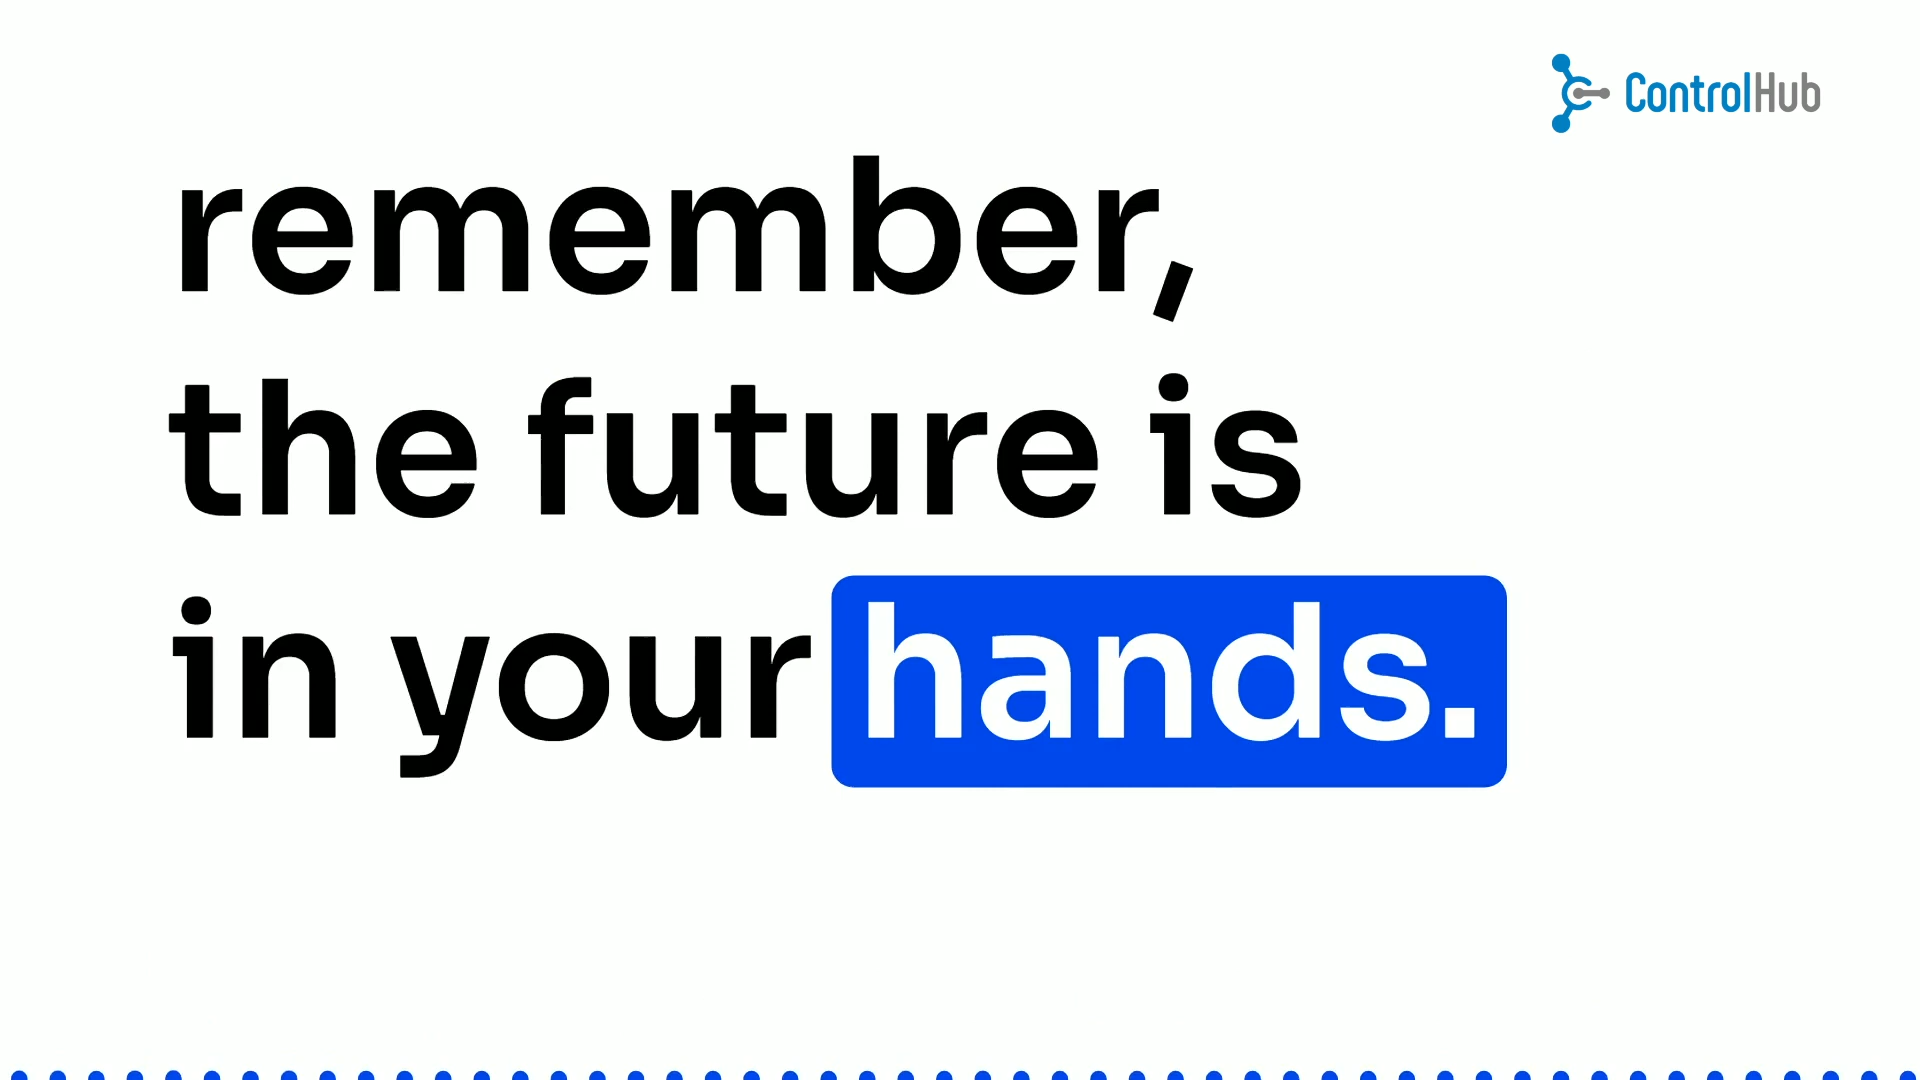 ControlHub
remember,
the future is
in your hands.